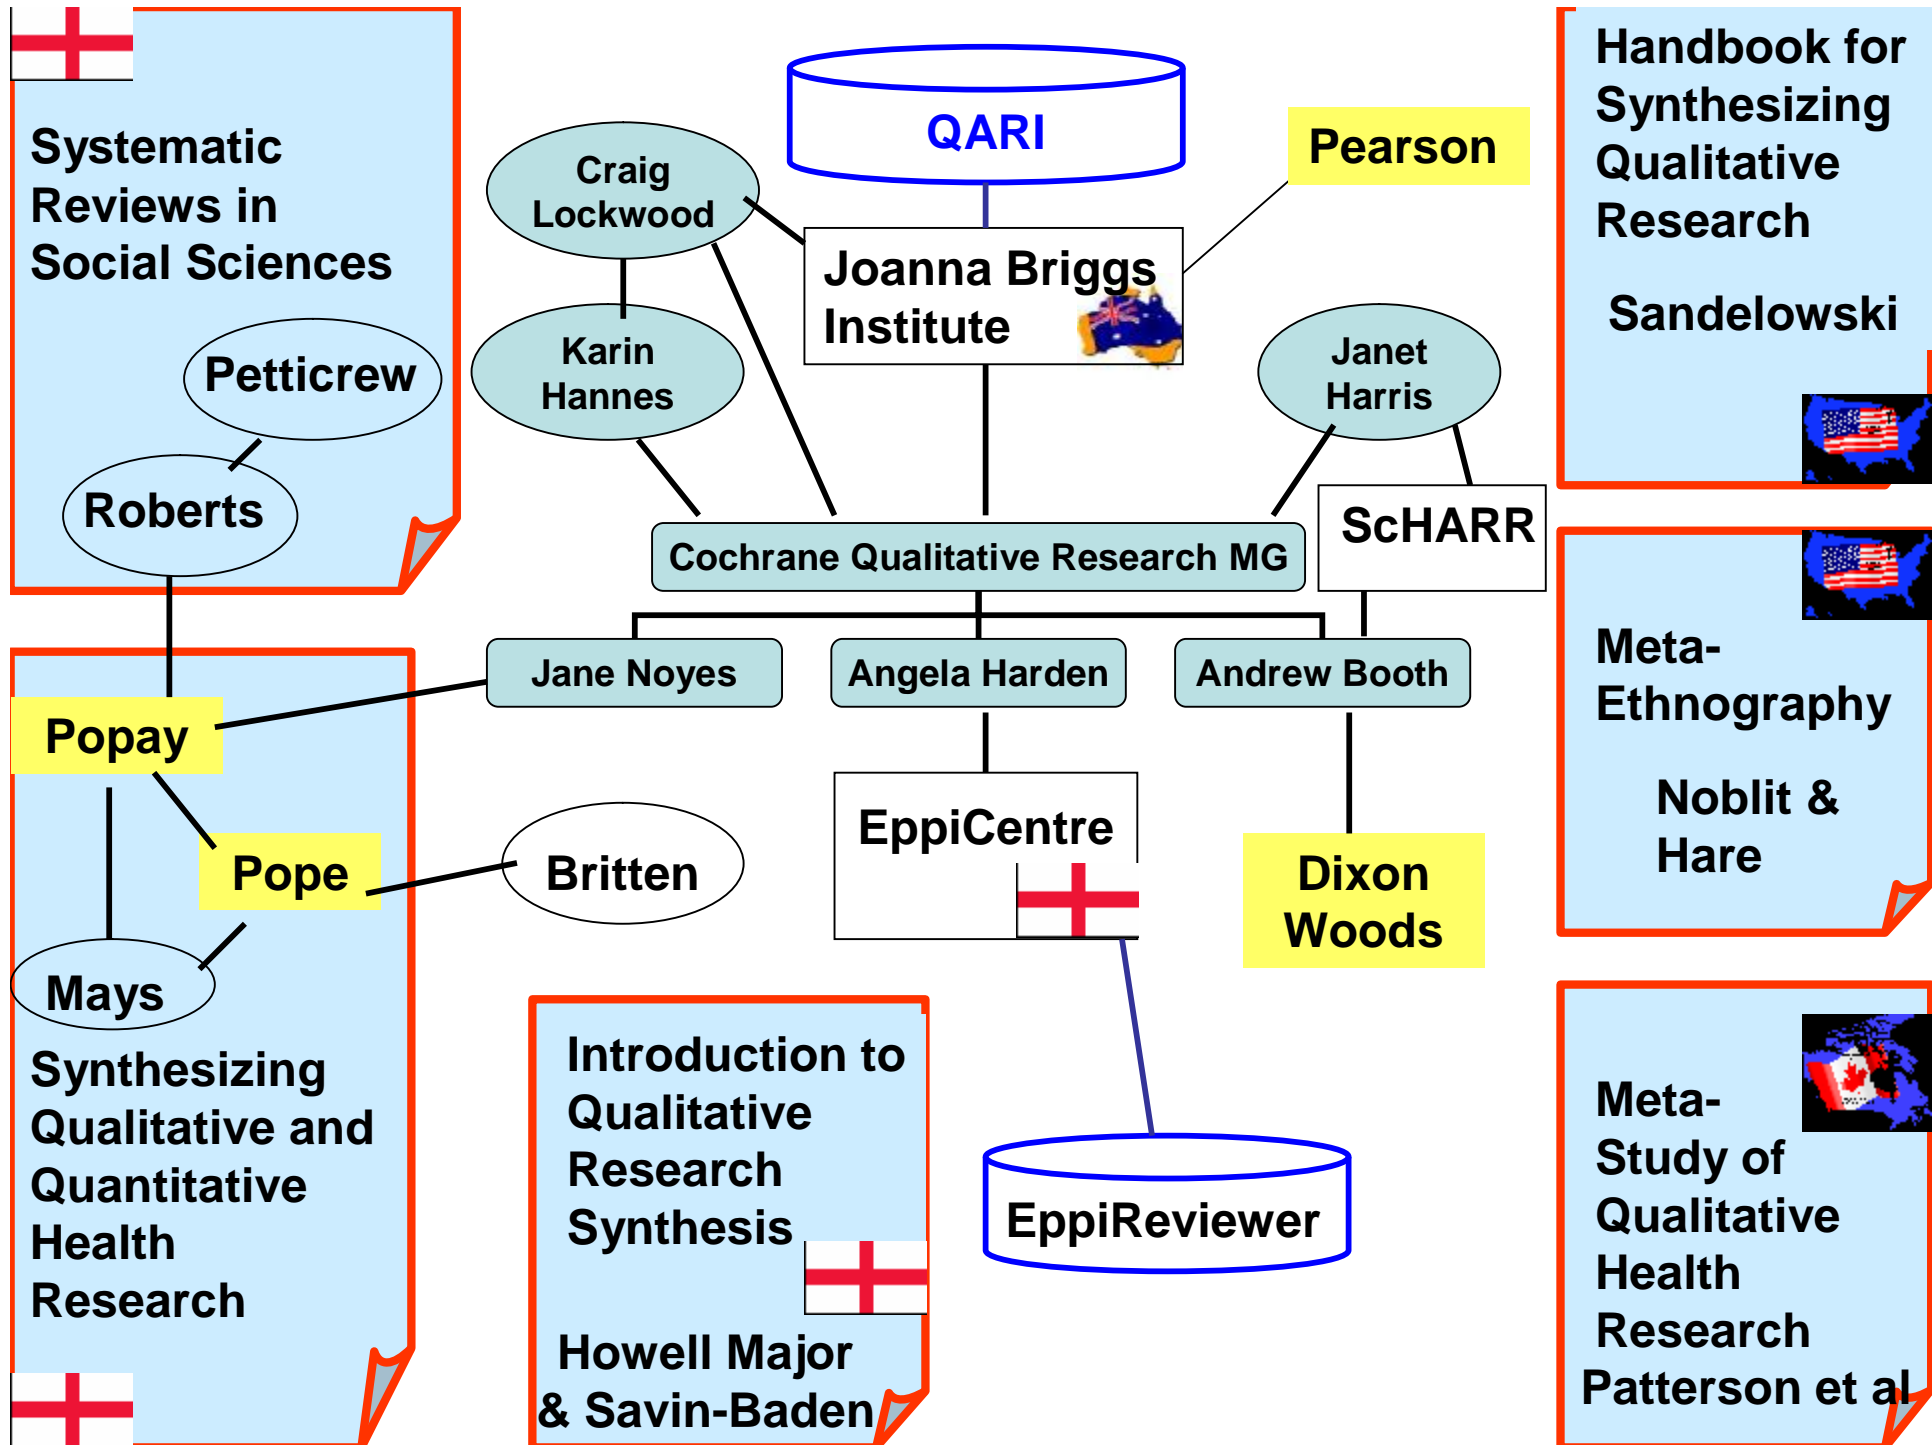 Systematic
Reviews in
Social Sciences
Petticrew
Roberts
Craig
Lockwood
QARI
Pearson
Joanna Briggs
Institute
Karin
Hannes
Janet
Harris
ScHARR
Cochrane Qualitative Research MG
Jane Noyes
Angela Harden
Andrew Booth
Popay
Pope
Britten
Mays
EppiCentre
Dixon
Woods
Synthesizing
Qualitative and
Quantitative
Health
Research
Introduction to
Qualitative
Research
Synthesis
Howell Major
& Savin-Baden
EppiReviewer
Handbook for
Synthesizing
Qualitative
Research
Sandelowski
Meta-
Ethnography
Noblit &
Hare
Meta-
Study of
Qualitative
Health
Research
Patterson et al